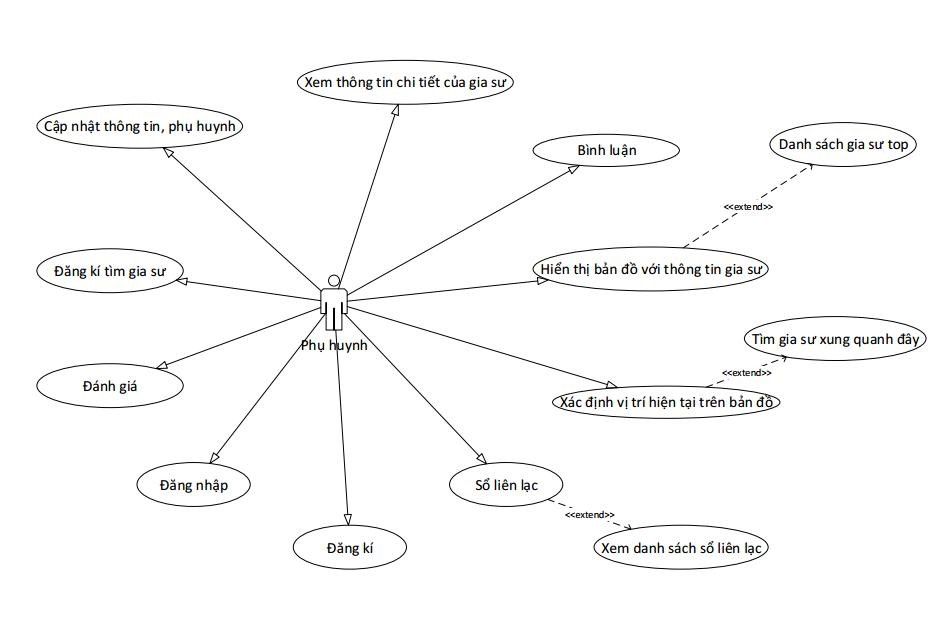 Xem thông tin chi tiết của gia sư
Cập nhật thông tin, phụ huynh
Bình luận
Danh sách gia sư top
<<extend>>
Đăng kí tìm gia sư
Hiển thị bản đồ với thông tin gia sư
Phụ huynh
Tìm gia sư xung quanh đây
<<extend>>
Đánh giá
Xác định vị trí hiện tại trên bản đồ
Đăng nhập
Sổ liên lạc
<<extend>>
Đăng kí
Xem danh sách sổ liên lạc